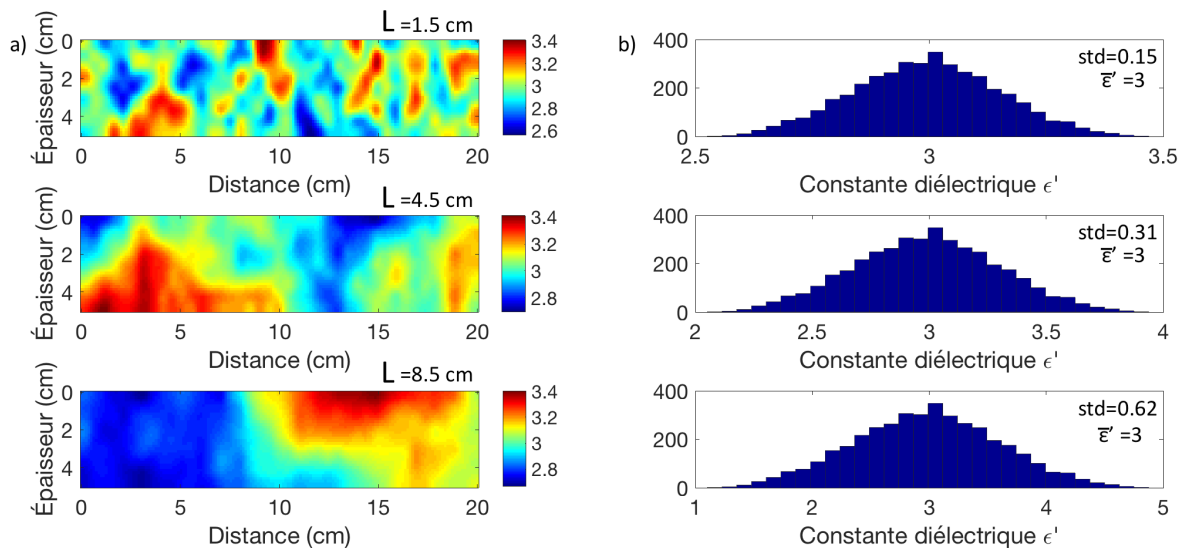 a)
L =1.5 cm
Épaisseur (cm)
0
2
4
0 5 10 15 20
Distance (cm)
3.4
3.2
3
2.8
2.6
L =4.5 cm
Épaisseur (cm)
0
2
4
0 5 10 15 20
Distance (cm)
3.4
3.2
3
2.8
L =8.5 cm
Épaisseur (cm)
0
2
4
0 5 10 15 20
Distance (cm)
3.4
3.2
3
2.8
b)
400
200
0
2.5 3 3.5
std=0.15
ε̅' =3
Constante diélectrique ϵ'
400
200
0
2 2.5 3 3.5 4
std=0.31
ε̅' =3
Constante diélectrique ϵ'
400
200
0
1 2 3 4 5
std=0.62
ε̅' =3
Constante diélectrique ϵ'